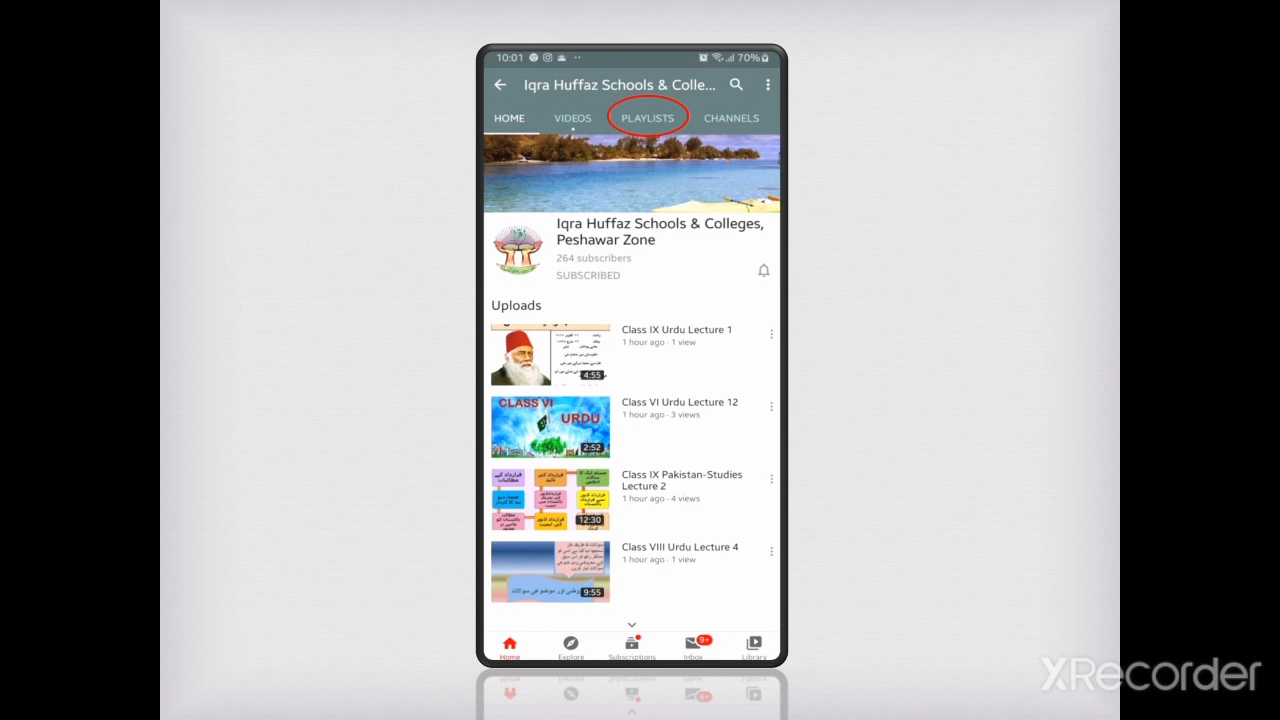 10:01
70%
Iqra Huffaz Schools & Colle...
HOME VIDEOS PLAYLISTS CHANNELS
Iqra Huffaz Schools & Colleges,
Peshawar Zone
264 subscribers
SUBSCRIBED
Uploads
Class IX Urdu Lecture 1
1 hour ago · 1 view
4:55
CLASS VI
URDU
2:52
Class VI Urdu Lecture 12
1 hour ago · 3 views
12:30
Class IX Pakistan-Studies
Lecture 2
1 hour ago · 4 views
9:55
Class VIII Urdu Lecture 4
1 hour ago · 1 view
Home Explore Subscriptions Inbox Library
9+
XRecorder